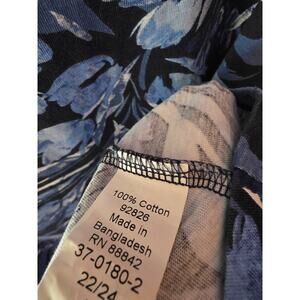 100% Cotton
92826
Made in
Bangladesh
RN 88842
37-0180-2
22/24